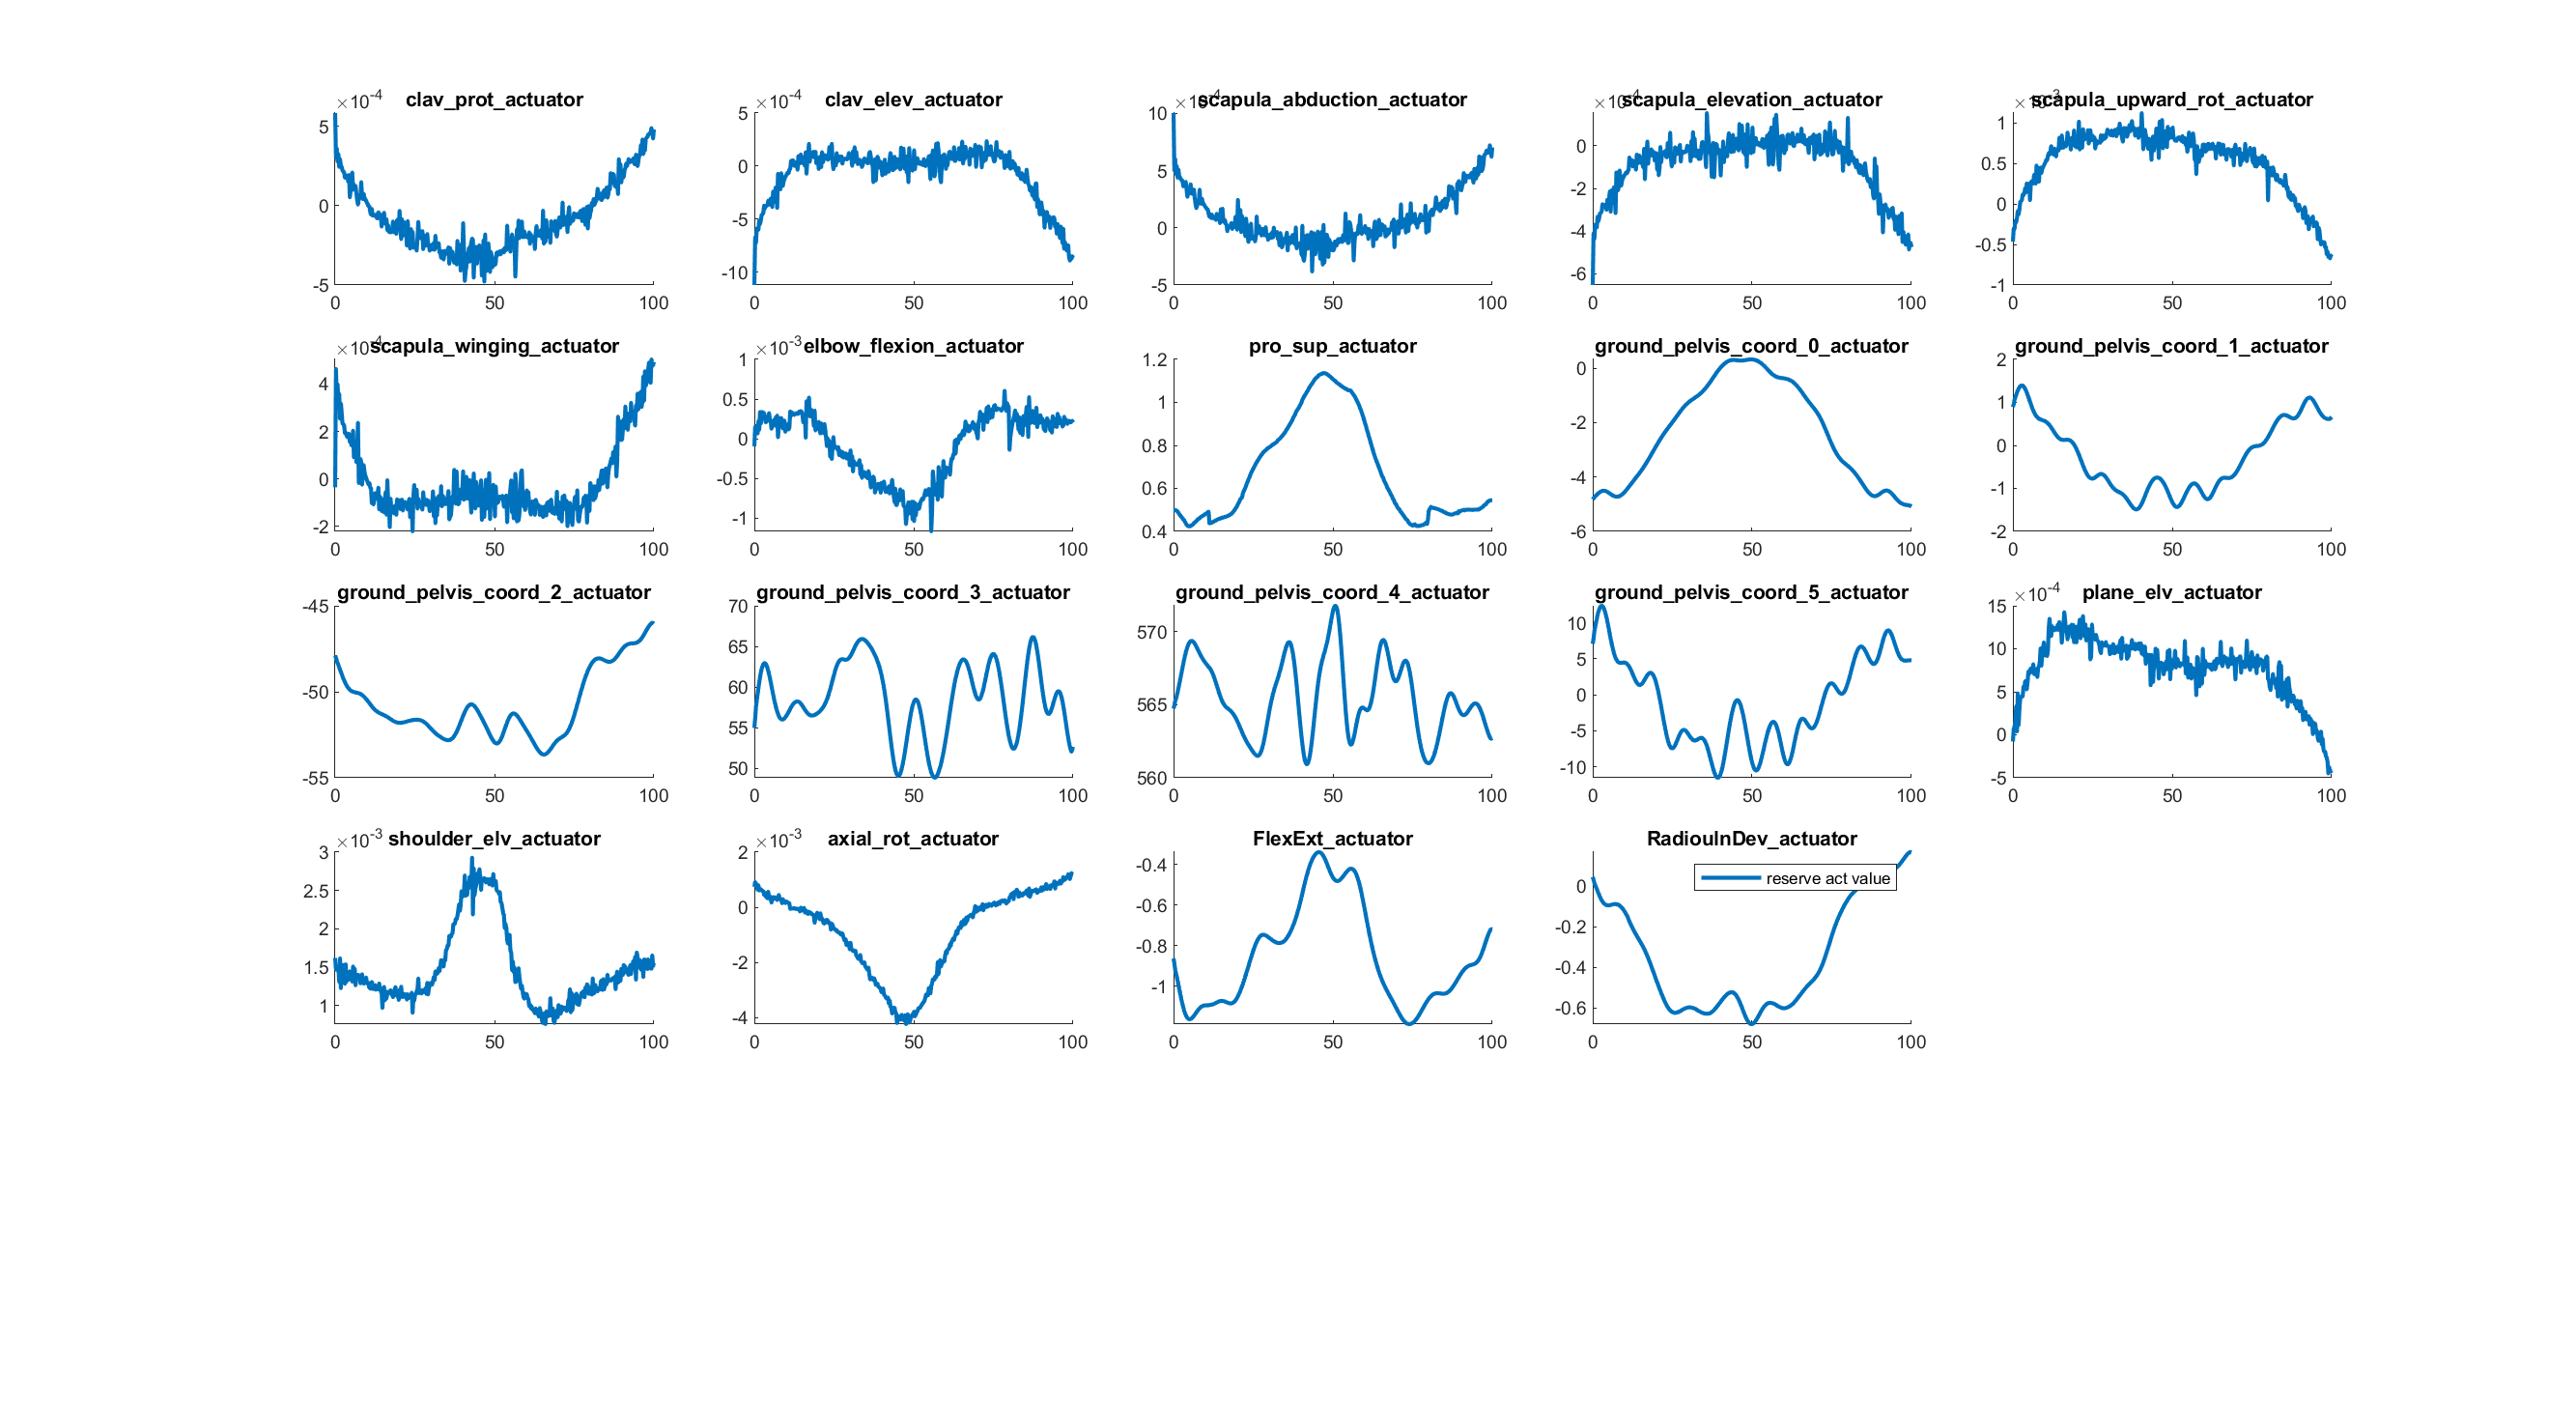 ×10-4 clav_prot_actuator
5
0
-5
0 50 100
×10-4 clav_elev_actuator
5
0
-5
-10
0 50 100
×10-4 scapula_abduction_actuator
10
5
0
-5
0 50 100
×10-4 scapula_elevation_actuator
0
-2
-4
-6
0 50 100
×10-3 scapula_upward_rot_actuator
1
0.5
0
-0.5
-1
0 50 100
×10-4 scapula_winging_actuator
4
2
0
-2
0 50 100
×10-3 elbow_flexion_actuator
1
0.5
0
-0.5
-1
0 50 100
pro_sup_actuator
1.2
1
0.8
0.6
0.4
0 50 100
ground_pelvis_coord_0_actuator
0
-2
-4
-6
0 50 100
ground_pelvis_coord_1_actuator
2
1
0
-1
-2
0 50 100
ground_pelvis_coord_2_actuator
-45
-50
-55
0 50 100
ground_pelvis_coord_3_actuator
70
65
60
55
50
0 50 100
ground_pelvis_coord_4_actuator
570
565
560
0 50 100
ground_pelvis_coord_5_actuator
10
5
0
-5
-10
0 50 100
×10-4 plane_elv_actuator
15
10
5
0
-5
0 50 100
×10-3 shoulder_elv_actuator
3
2.5
2
1.5
1
0 50 100
×10-3 axial_rot_actuator
2
0
-2
-4
0 50 100
FlexExt_actuator
-0.4
-0.6
-0.8
-1
0 50 100
RadioulnDev_actuator
reserve act value
0
-0.2
-0.4
-0.6
0 50 100